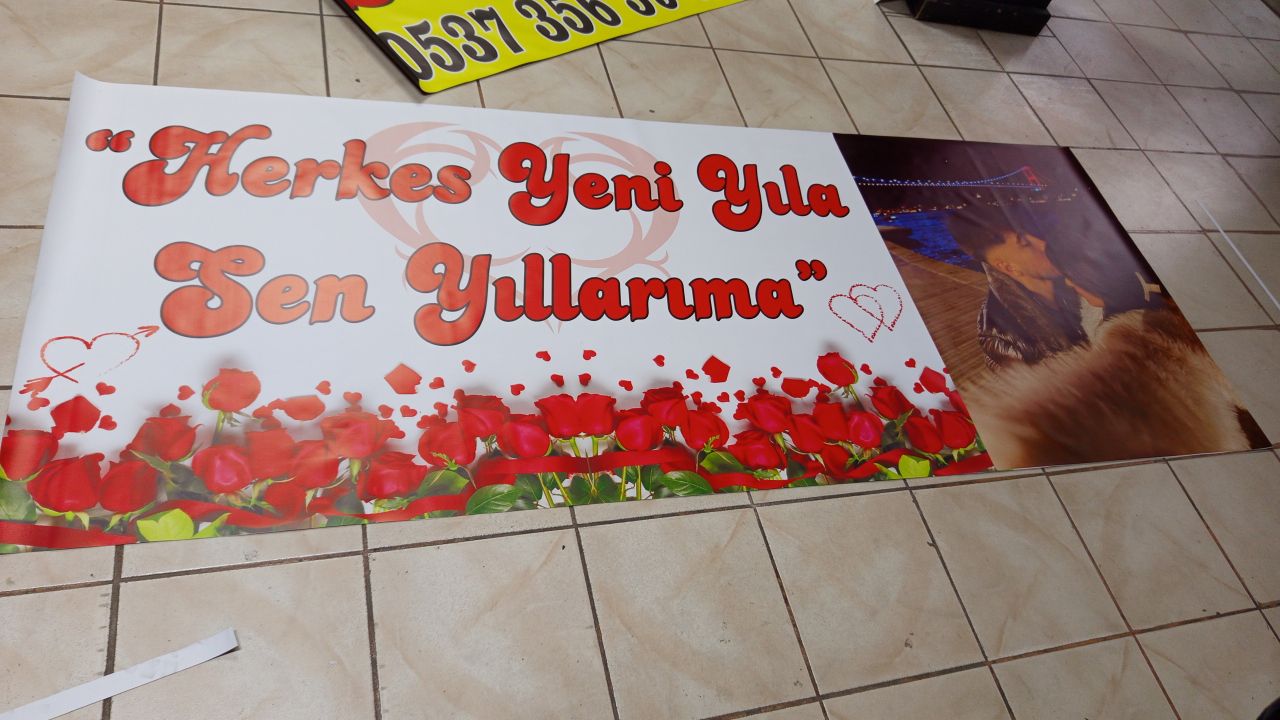 0537 356
“Herkes Yeni Yıla
Sen Yıllarıma”